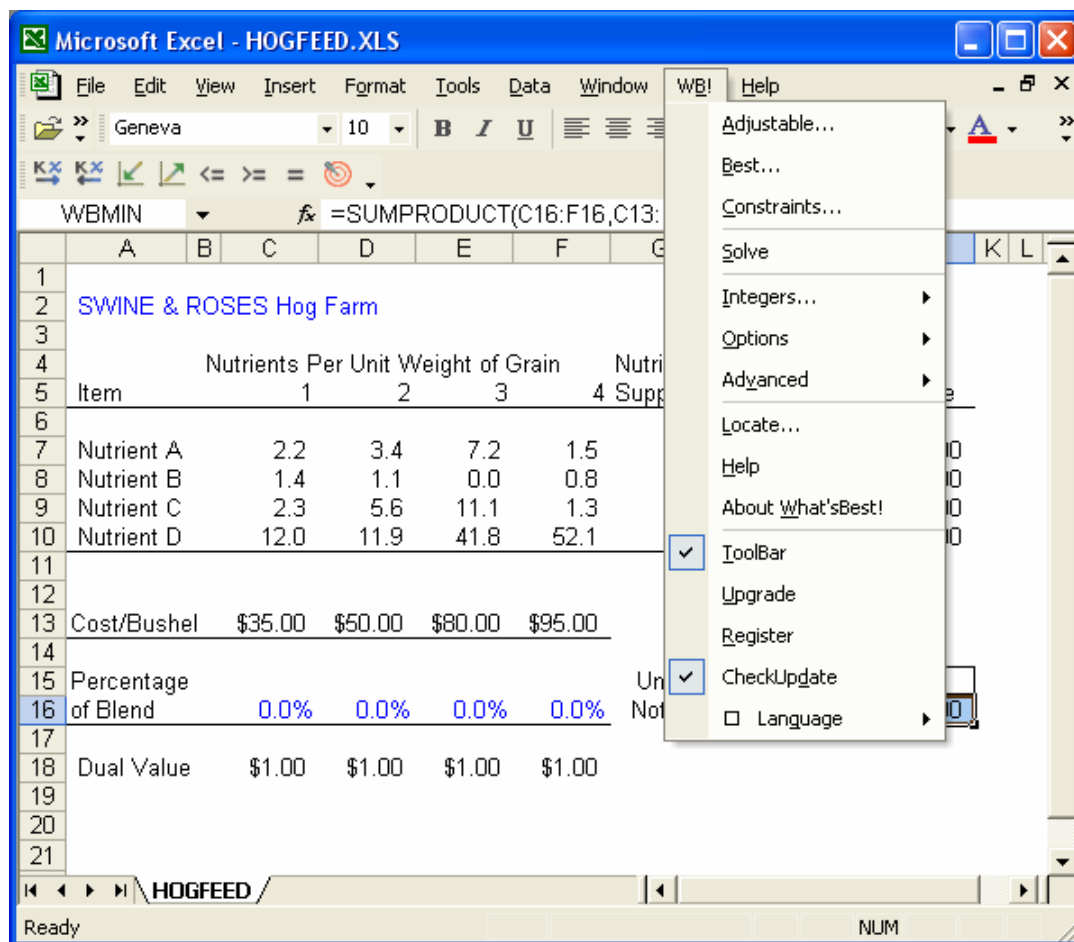 Microsoft Excel - HOGFEED.XLS
File Edit View Insert Format Tools Data Window WB! Help
Geneva 10 B I U A
<= >= =
WBMIN fx =SUMPRODUCT(C16:F16,C13:
A B C D E F K L
1
2 SWINE & ROSES Hog Farm
3
4 Nutrients Per Unit Weight of Grain
5 Item 1 2 3 4
6
7 Nutrient A 2.2 3.4 7.2 1.5
8 Nutrient B 1.4 1.1 0.0 0.8
9 Nutrient C 2.3 5.6 11.1 1.3
10 Nutrient D 12.0 11.9 41.8 52.1
11
12
13 Cost/Bushel $35.00 $50.00 $80.00 $95.00
14
15 Percentage
16 of Blend 0.0% 0.0% 0.0% 0.0%
17
18 Dual Value $1.00 $1.00 $1.00 $1.00
19
20
21
Adjustable...
Best...
Constraints...
Solve
Integers...
Options
Advanced
Locate...
Help
About What'sBest!
ToolBar
Upgrade
Register
CheckUpdate
Language
HOGFEED
Ready NUM